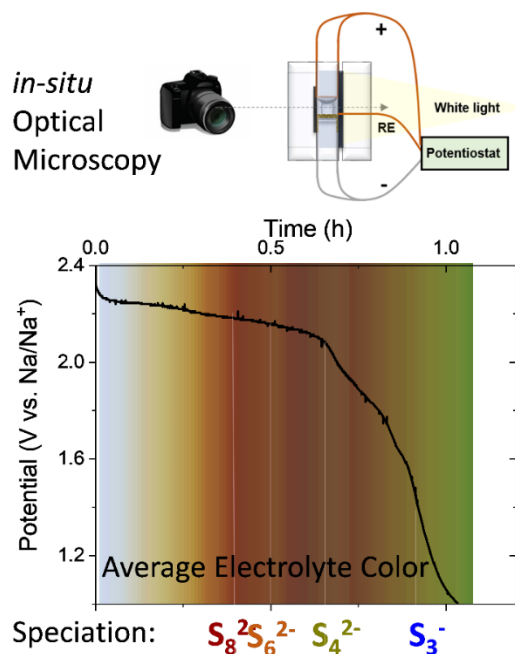 in-situ
Optical
Microscopy
+
White light
RE
Potentiostat
-
Time (h)
0.0 0.5 1.0
2.4
2.0
1.6
1.2
Potential (V vs. Na/Na⁺)
Average Electrolyte Color
Speciation: S₈² S₆²⁻ S₄²⁻ S₃⁻